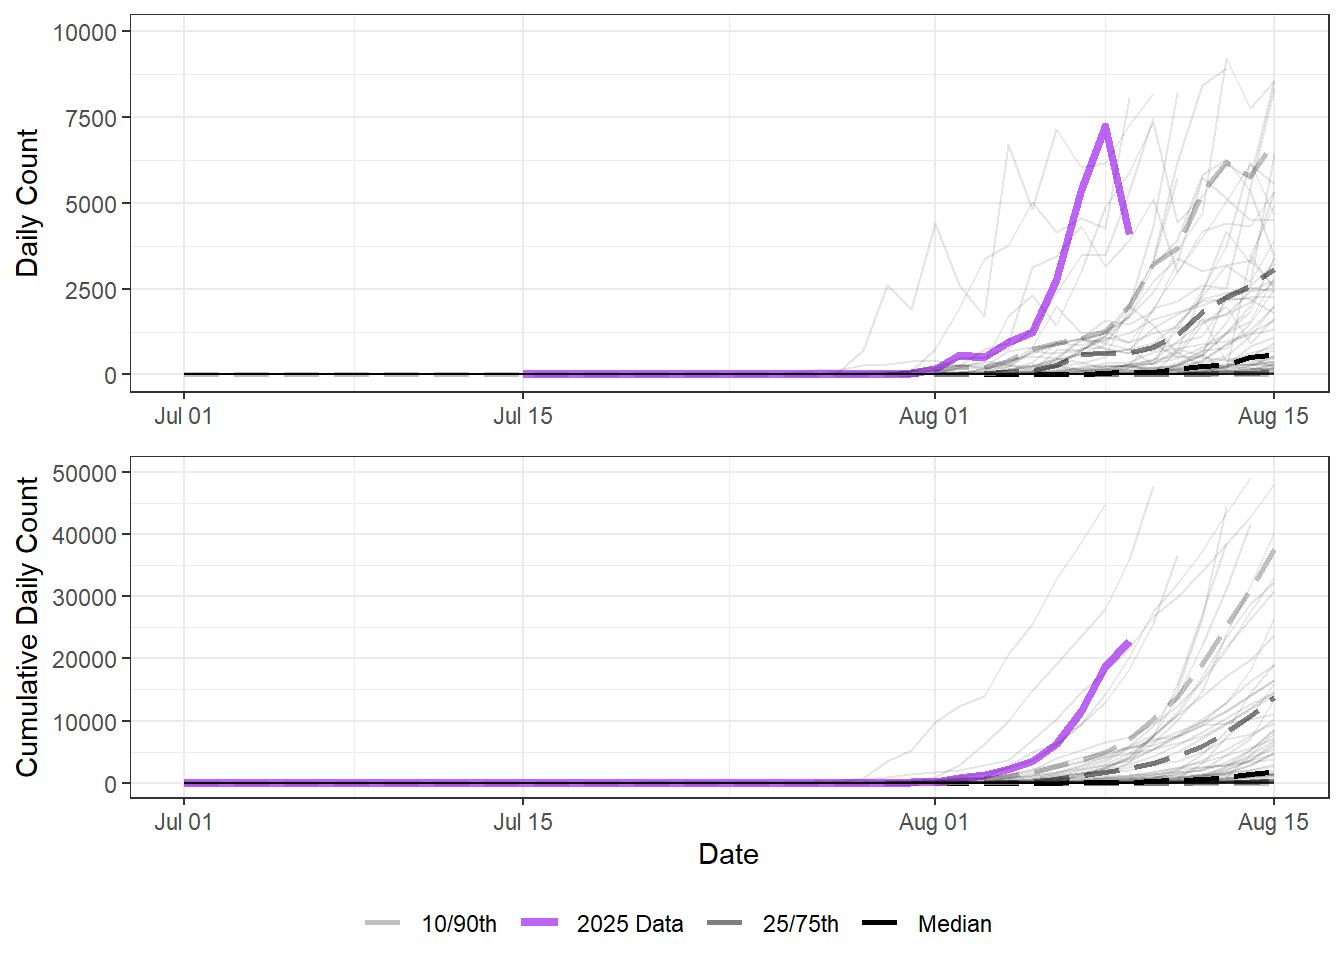 Daily Count
10000
7500
5000
2500
0
Jul 01
Jul 15
Aug 01
Aug 15
Cumulative Daily Count
50000
40000
30000
20000
10000
0
Jul 01
Jul 15
Aug 01
Aug 15
Date
10/90th
2025 Data
25/75th
Median